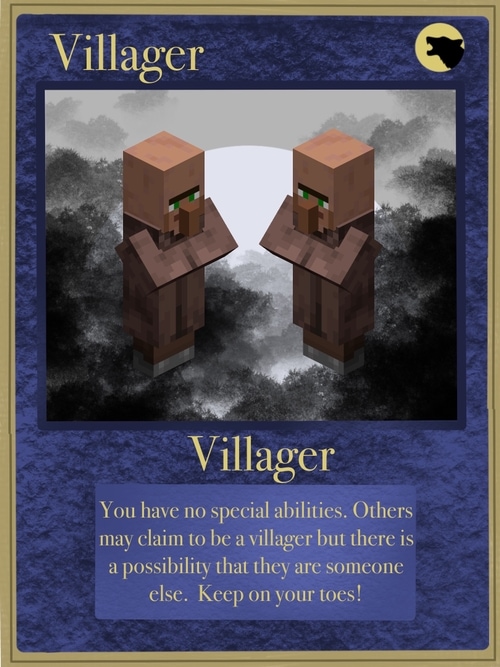 Villager
Villager
You have no special abilities. Others
may claim to be a villager but there is
a possibility that they are someone
else. Keep on your toes!